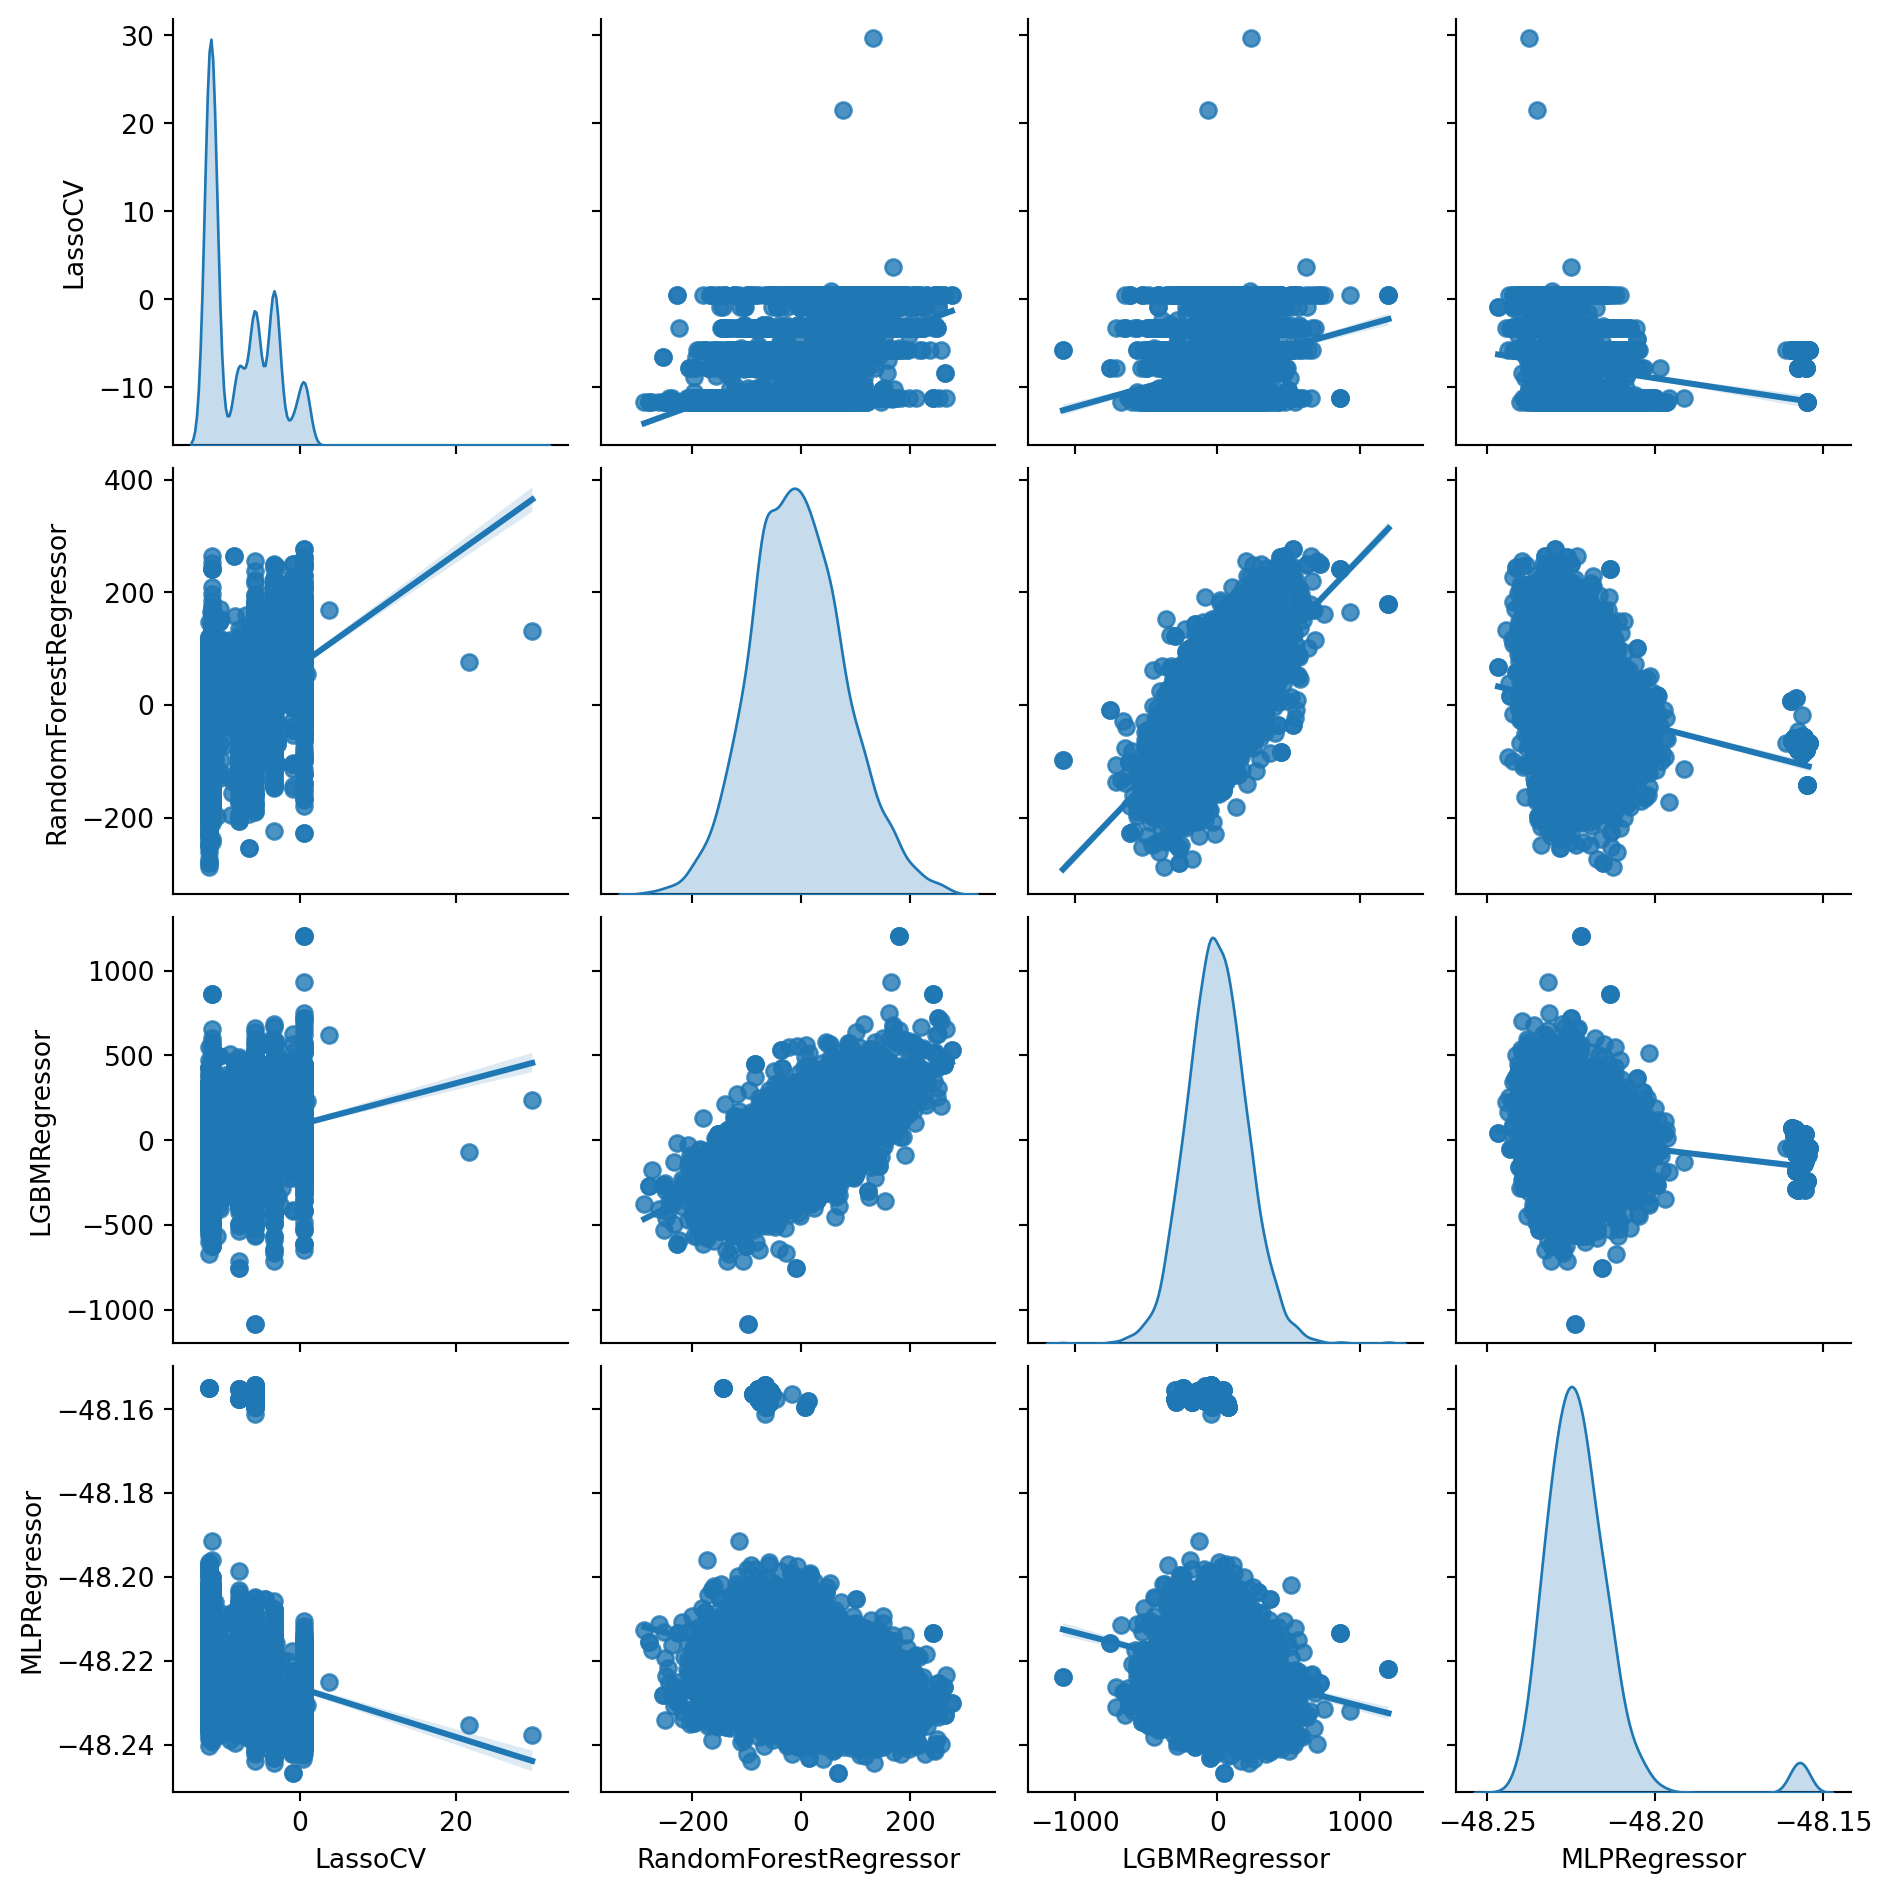 30
20
10
0
−10
LassoCV
400
200
0
−200
RandomForestRegressor
1000
500
0
−500
−1000
LGBMRegressor
−48.16
−48.18
−48.20
−48.22
−48.24
MLPRegressor
0 20
−200 0 200
−1000 0 1000
−48.25 −48.20 −48.15
LassoCV
RandomForestRegressor
LGBMRegressor
MLPRegressor